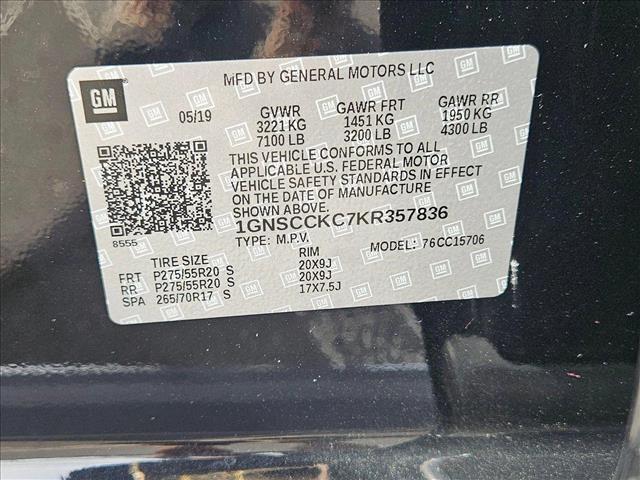 MFD BY GENERAL MOTORS LLC
GM
05/19 GVWR GAWR FRT GAWR RR
3221 KG 1451 KG 1950 KG
7100 LB 3200 LB 4300 LB
THIS VEHICLE CONFORMS TO ALL
APPLICABLE U.S. FEDERAL MOTOR
VEHICLE SAFETY STANDARDS IN EFFECT
ON THE DATE OF MANUFACTURE
SHOWN ABOVE.
1GNSCCKC7KR357836
8555
TYPE: M.P.V. MODEL: 76CC15706
TIRE SIZE RIM
FRT P275/55R20 S 20X9J
RR P275/55R20 S 20X9J
SPA 265/70R17 S 17X7.5J